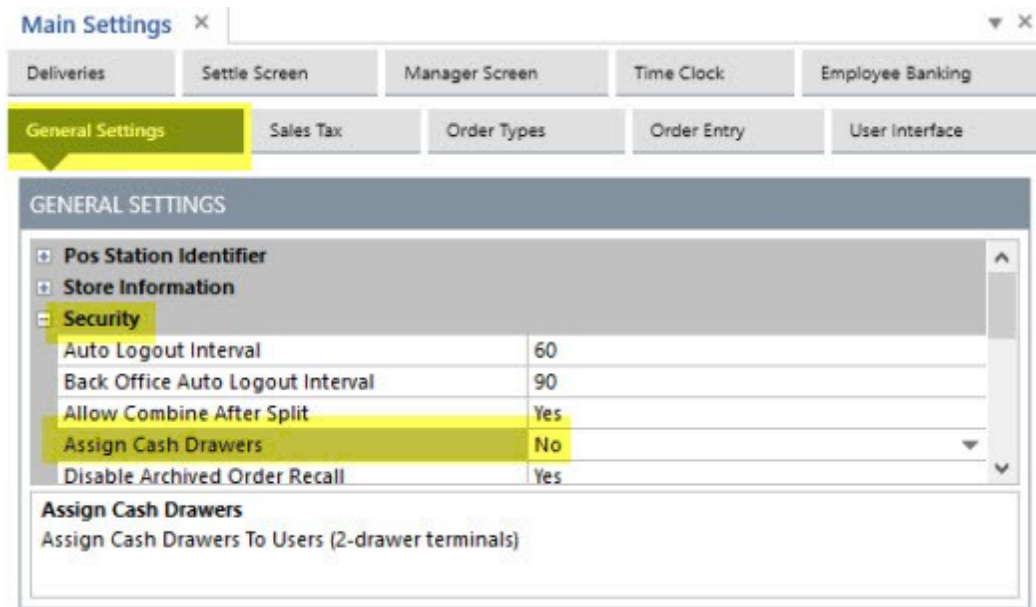 Main Settings
Deliveries Settle Screen Manager Screen Time Clock Employee Banking
General Settings Sales Tax Order Types Order Entry User Interface
GENERAL SETTINGS
Pos Station Identifier
Store Information
Security
Auto Logout Interval 60
Back Office Auto Logout Interval 90
Allow Combine After Split Yes
Assign Cash Drawers No
Disable Archived Order Recall Yes
Assign Cash Drawers
Assign Cash Drawers To Users (2-drawer terminals)